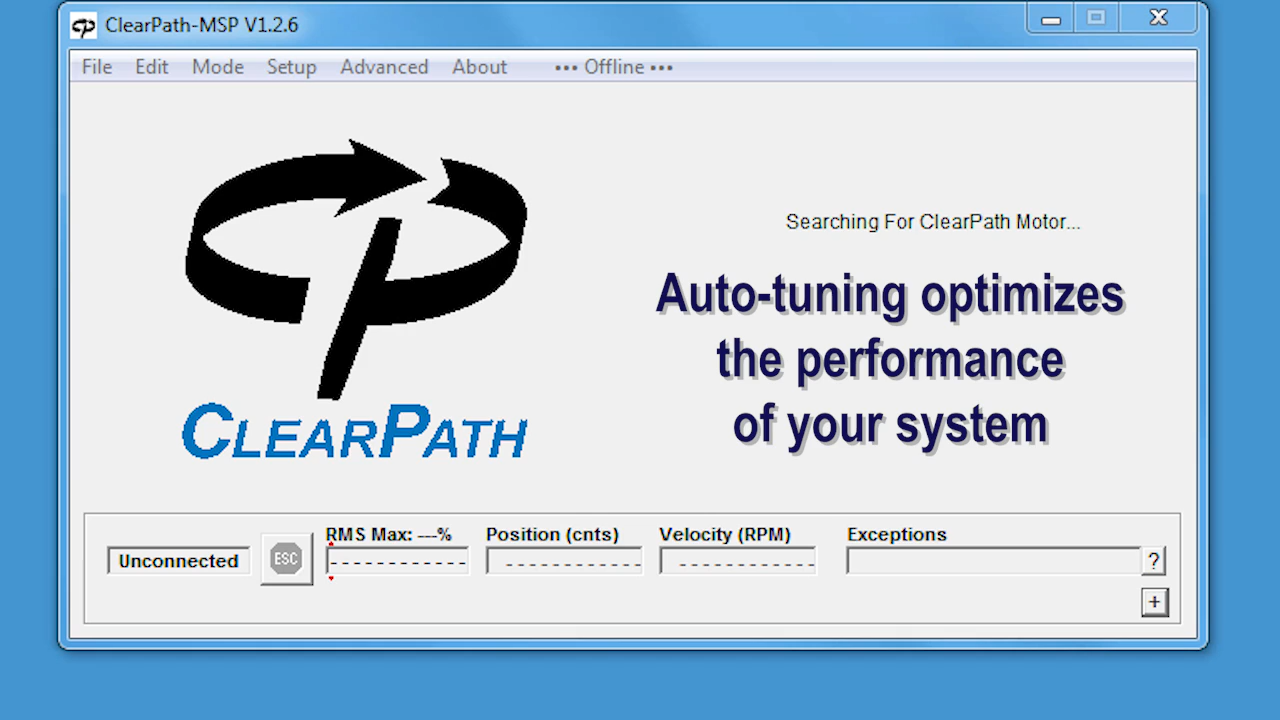 ClearPath-MSP V1.2.6
File Edit Mode Setup Advanced About ••• Offline •••
Searching For ClearPath Motor...
Auto-tuning optimizes
the performance
of your system
CLEARPATH
RMS Max: ---% Position (cnts) Velocity (RPM) Exceptions
Unconnected ESC ------------ ------------ ------------ ?
+